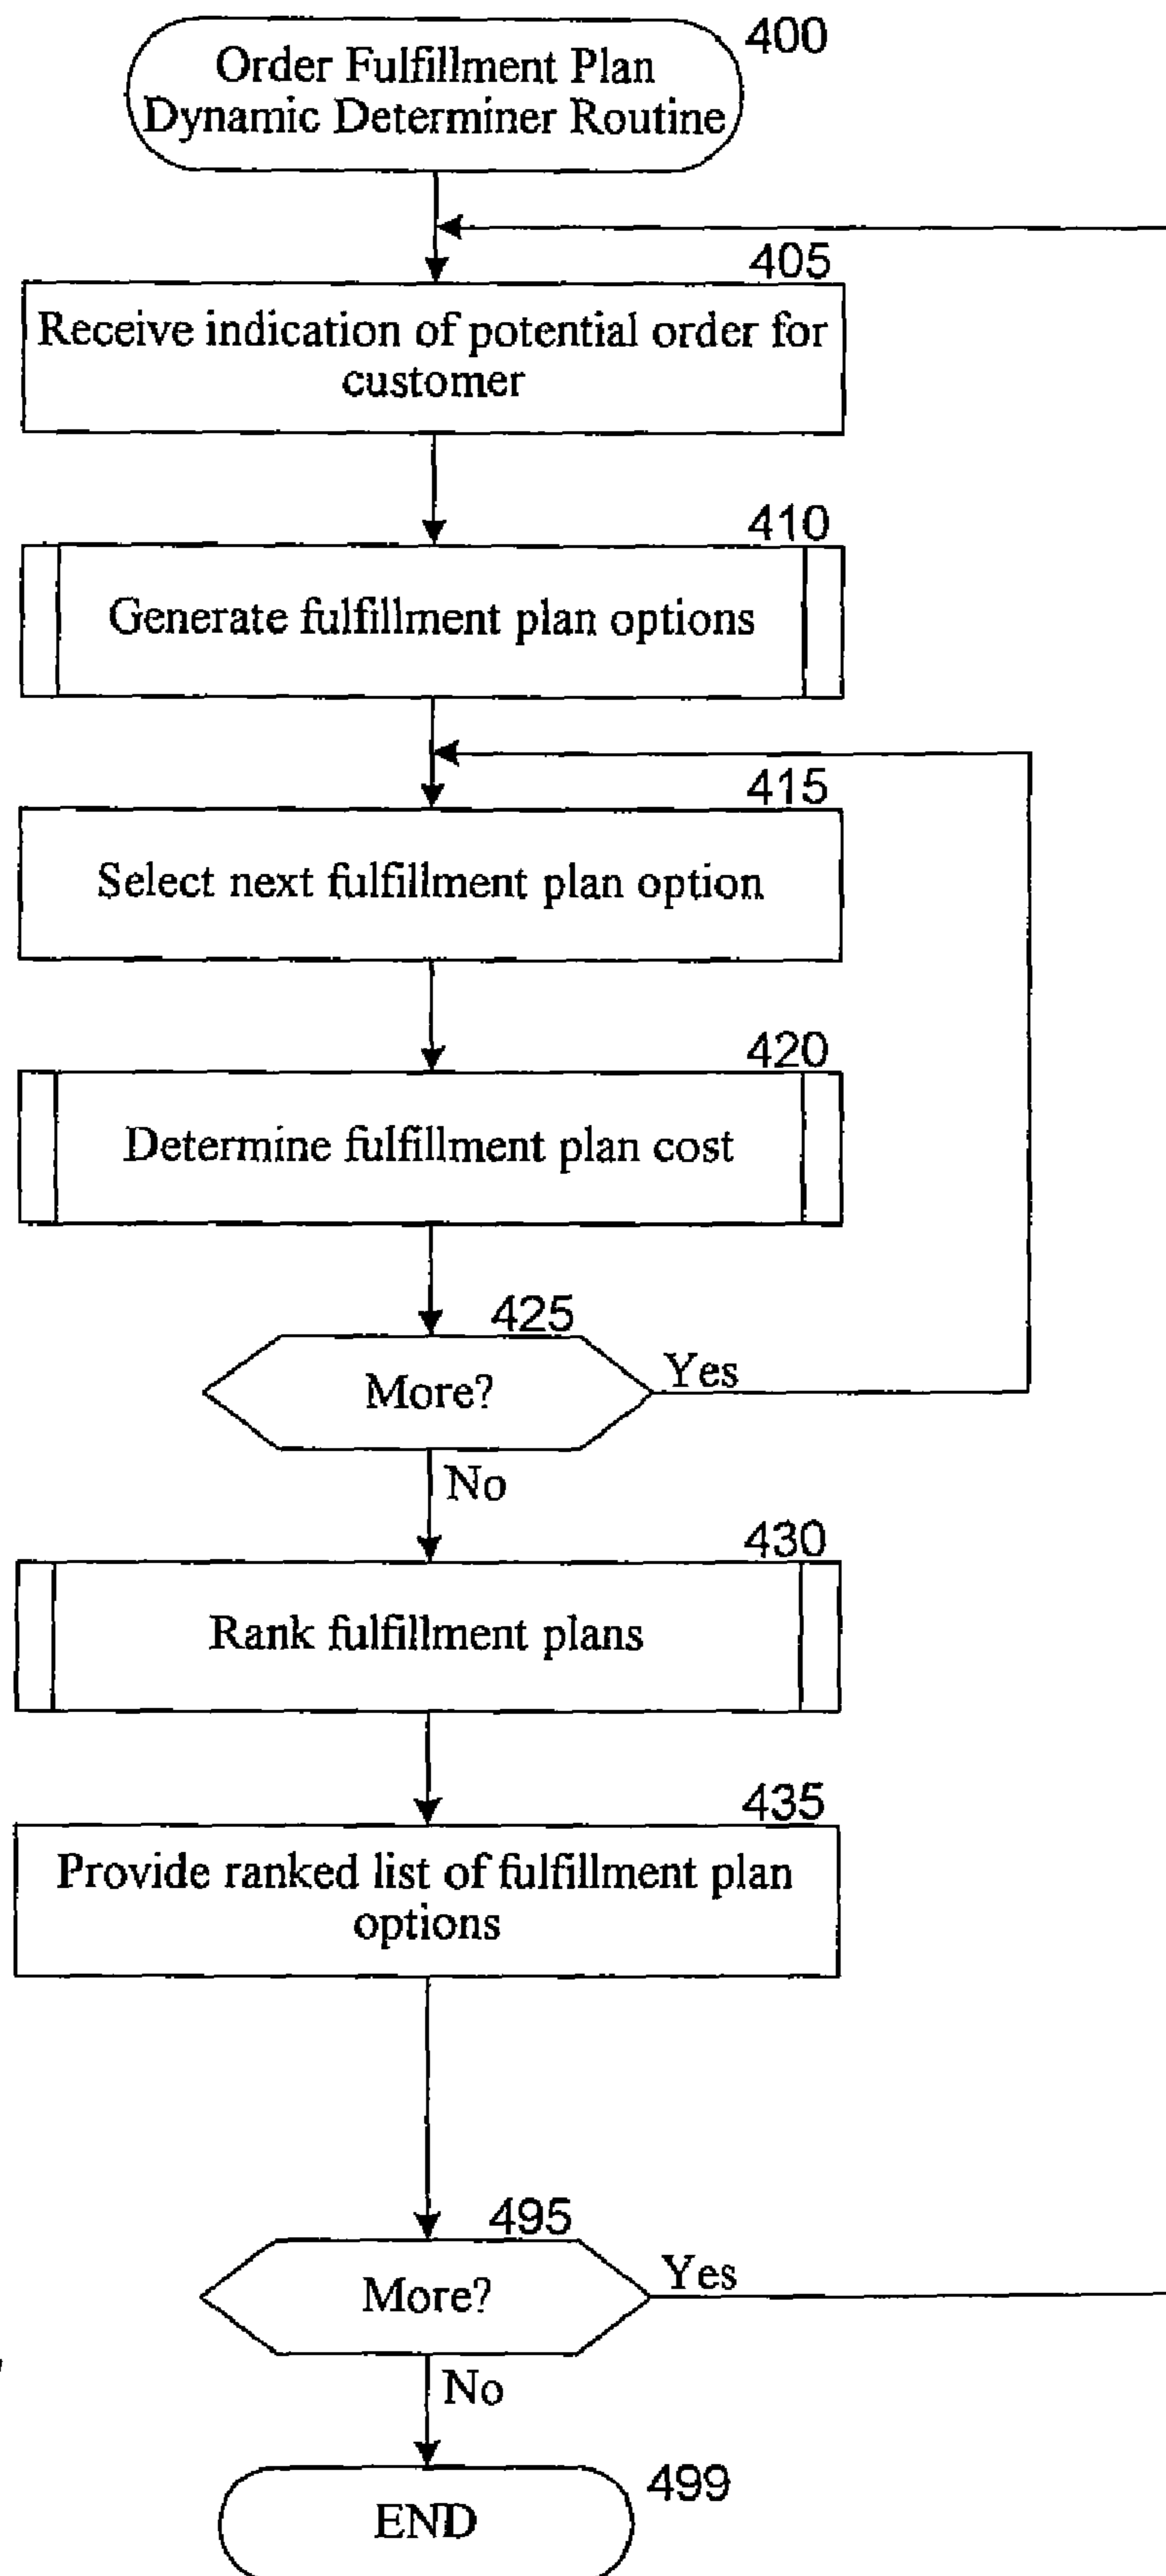 400
Order Fulfillment Plan
Dynamic Determiner Routine
405
Receive indication of potential order for
customer
410
Generate fulfillment plan options
415
Select next fulfillment plan option
420
Determine fulfillment plan cost
425
More?
Yes
No
430
Rank fulfillment plans
435
Provide ranked list of fulfillment plan
options
495
More?
Yes
No
499
END